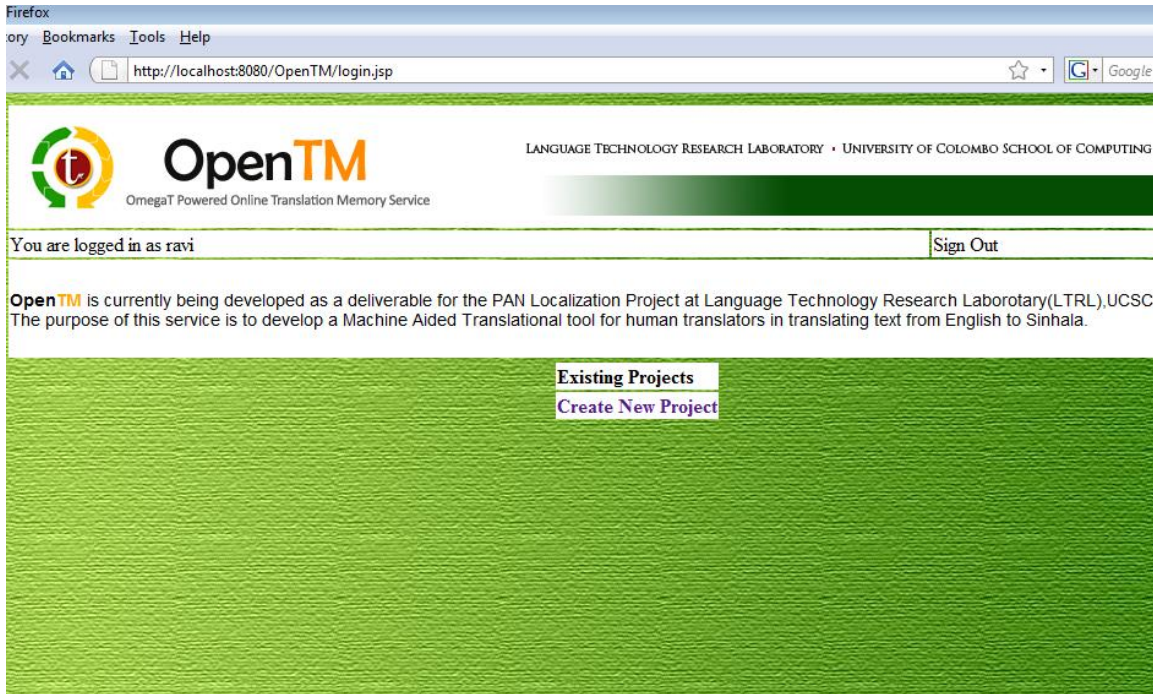 Firefox
ory Bookmarks Tools Help
http://localhost:8080/OpenTM/login.jsp
Google
t
OpenTM
OmegaT Powered Online Translation Memory Service
LANGUAGE TECHNOLOGY RESEARCH LABORATORY • UNIVERSITY OF COLOMBO SCHOOL OF COMPUTING
You are logged in as ravi
Sign Out
OpenTM is currently being developed as a deliverable for the PAN Localization Project at Language Technology Research Laborotary(LTRL),UCSC
The purpose of this service is to develop a Machine Aided Translational tool for human translators in translating text from English to Sinhala.
Existing Projects
Create New Project